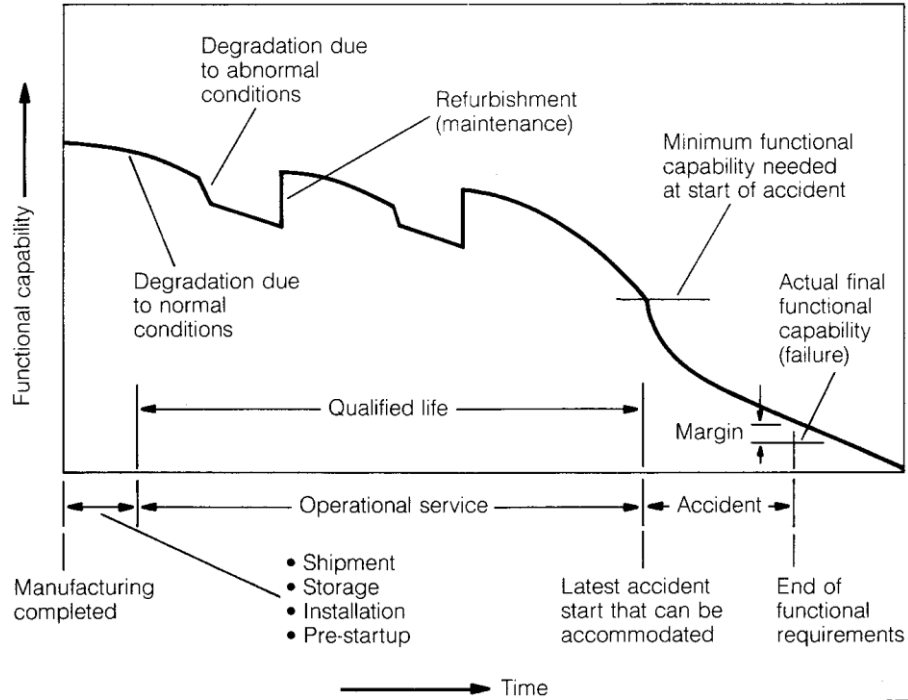 Degradation due
to abnormal
conditions
Refurbishment
(maintenance)
Minimum functional
capability needed
at start of accident
Functional capability
Degradation due
to normal
conditions
Actual final
functional
capability
(failure)
Qualified life
Margin
Operational service
Accident
• Shipment
• Storage
• Installation
• Pre-startup
Manufacturing
completed
Latest accident
start that can be
accommodated
End of
functional
requirements
Time